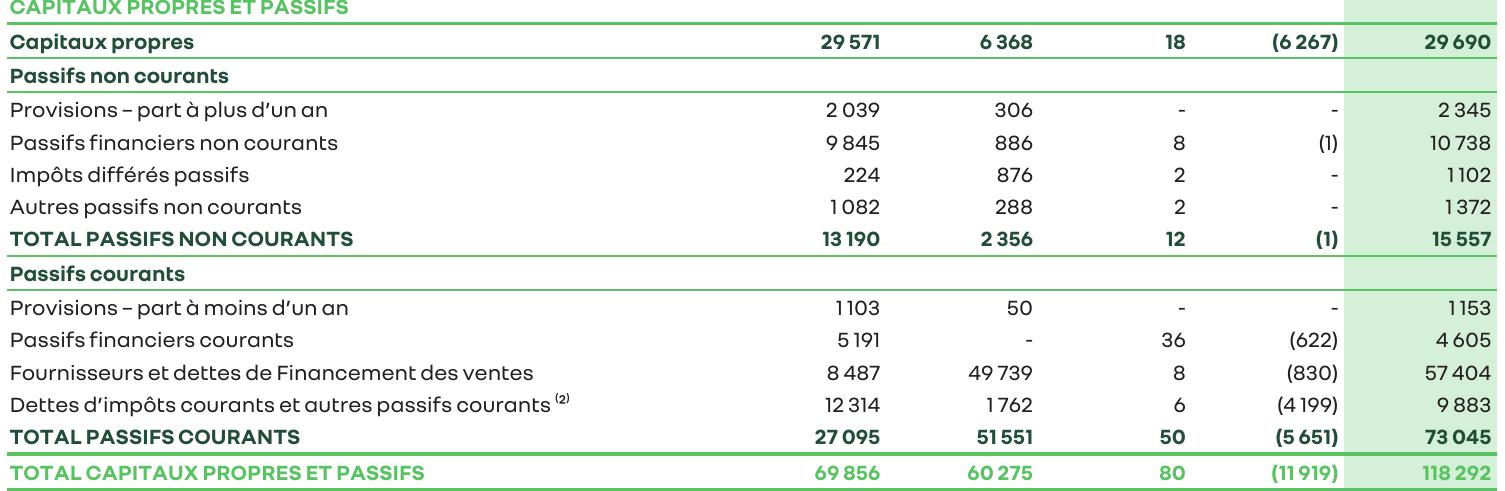 CAPITAUX PROPRES ET PASSIFS
Capitaux propres 29 571 6 368 18 (6 267) 29 690
Passifs non courants
Provisions – part à plus d’un an 2 039 306 - - 2 345
Passifs financiers non courants 9 845 886 8 (1) 10 738
Impôts différés passifs 224 876 2 - 1 102
Autres passifs non courants 1 082 288 2 - 1 372
TOTAL PASSIFS NON COURANTS 13 190 2 356 12 (1) 15 557
Passifs courants
Provisions – part à moins d’un an 1 103 50 - - 1 153
Passifs financiers courants 5 191 - 36 (622) 4 605
Fournisseurs et dettes de Financement des ventes 8 487 49 739 8 (830) 57 404
Dettes d’impôts courants et autres passifs courants (2) 12 314 1 762 6 (4 199) 9 883
TOTAL PASSIFS COURANTS 27 095 51 551 50 (5 651) 73 045
TOTAL CAPITAUX PROPRES ET PASSIFS 69 856 60 275 80 (11 919) 118 292